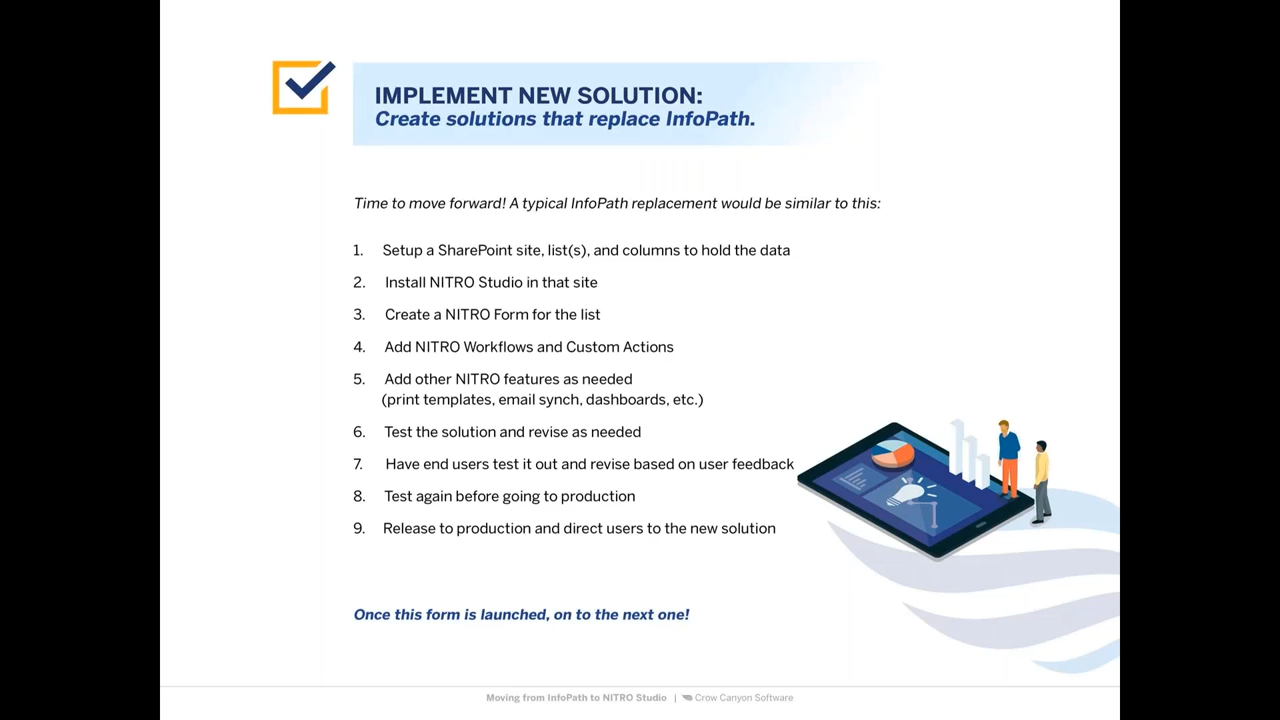 IMPLEMENT NEW SOLUTION:
Create solutions that replace InfoPath.
Time to move forward! A typical InfoPath replacement would be similar to this:
1. Setup a SharePoint site, list(s), and columns to hold the data
2. Install NITRO Studio in that site
3. Create a NITRO Form for the list
4. Add NITRO Workflows and Custom Actions
5. Add other NITRO features as needed
(print templates, email synch, dashboards, etc.)
6. Test the solution and revise as needed
7. Have end users test it out and revise based on user feedback
8. Test again before going to production
9. Release to production and direct users to the new solution
Once this form is launched, on to the next one!
Moving from InfoPath to NITRO Studio | Crow Canyon Software